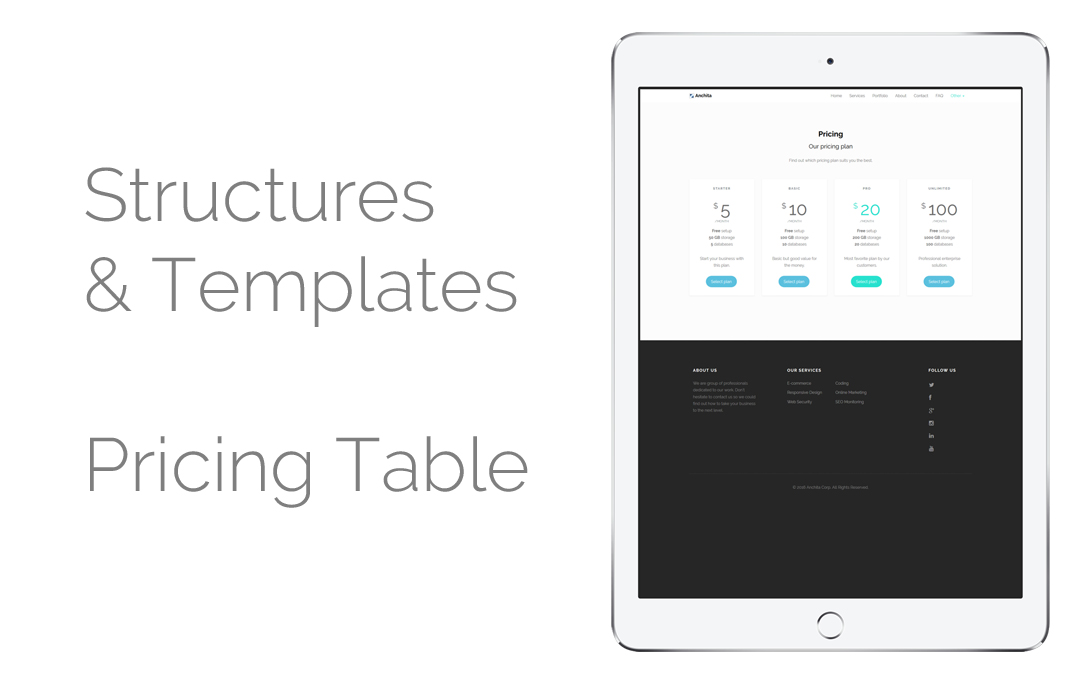 Structures
& Templates
Pricing Table
Archita
Home Services Portfolio About Contact FAQ Other
Pricing
Our pricing plan
Find out which pricing plan suits you the best.
STARTER
$ 5
Free setup
50 GB storage
5 databases
Start your business with
this plan.
Select plan
BASIC
$ 10
Free setup
100 GB storage
10 databases
Basic but good value for
the money.
Select plan
PRO
$ 20
Free setup
200 GB storage
20 databases
Most favorite plan by our
customers.
Select plan
UNLIMITED
$ 100
Free setup
1000 GB storage
100 databases
Professional enterprise
solution.
Select plan
ABOUT US
We are group of professionals
dedicated to our work. Don't
hesitate to contact us so we could
find out how to take your business
to the next level.
OUR SERVICES
E-commerce
Responsive Design
Web Security
Coding
Online Marketing
SEO Monitoring
FOLLOW US
© 2016 Archita Corp. All Rights Reserved.